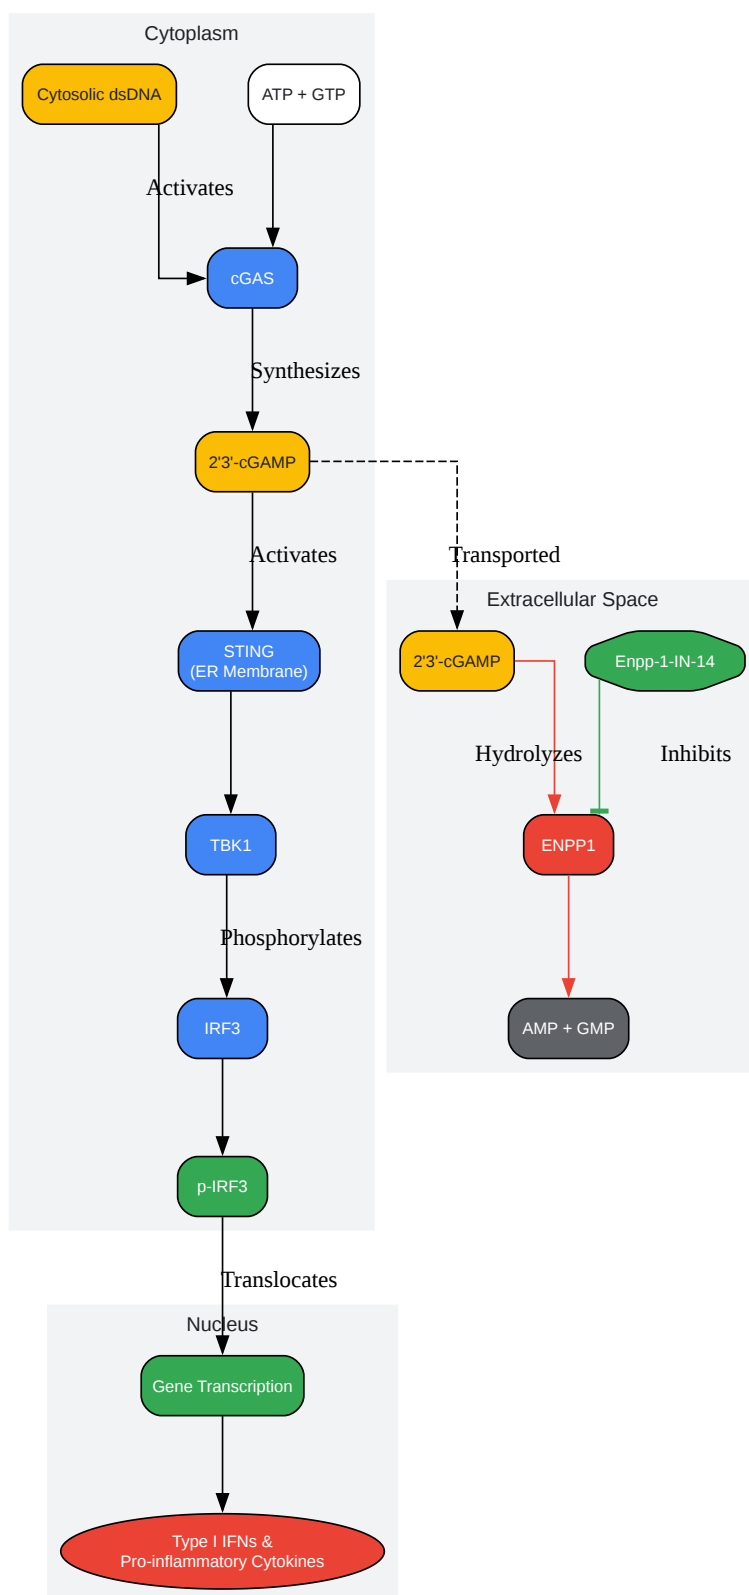 Cytoplasm
Cytosolic dsDNA
ATP + GTP
Activates
cGAS
Synthesizes
2'3'-cGAMP
Activates
Transported
STING
(ER Membrane)
Extracellular Space
2'3'-cGAMP
Enpp-1-IN-14
Hydrolyzes
Inhibits
TBK1
ENPP1
Phosphorylates
IRF3
AMP + GMP
p-IRF3
Translocates
Nucleus
Gene Transcription
Type I IFNs &
Pro-inflammatory Cytokines